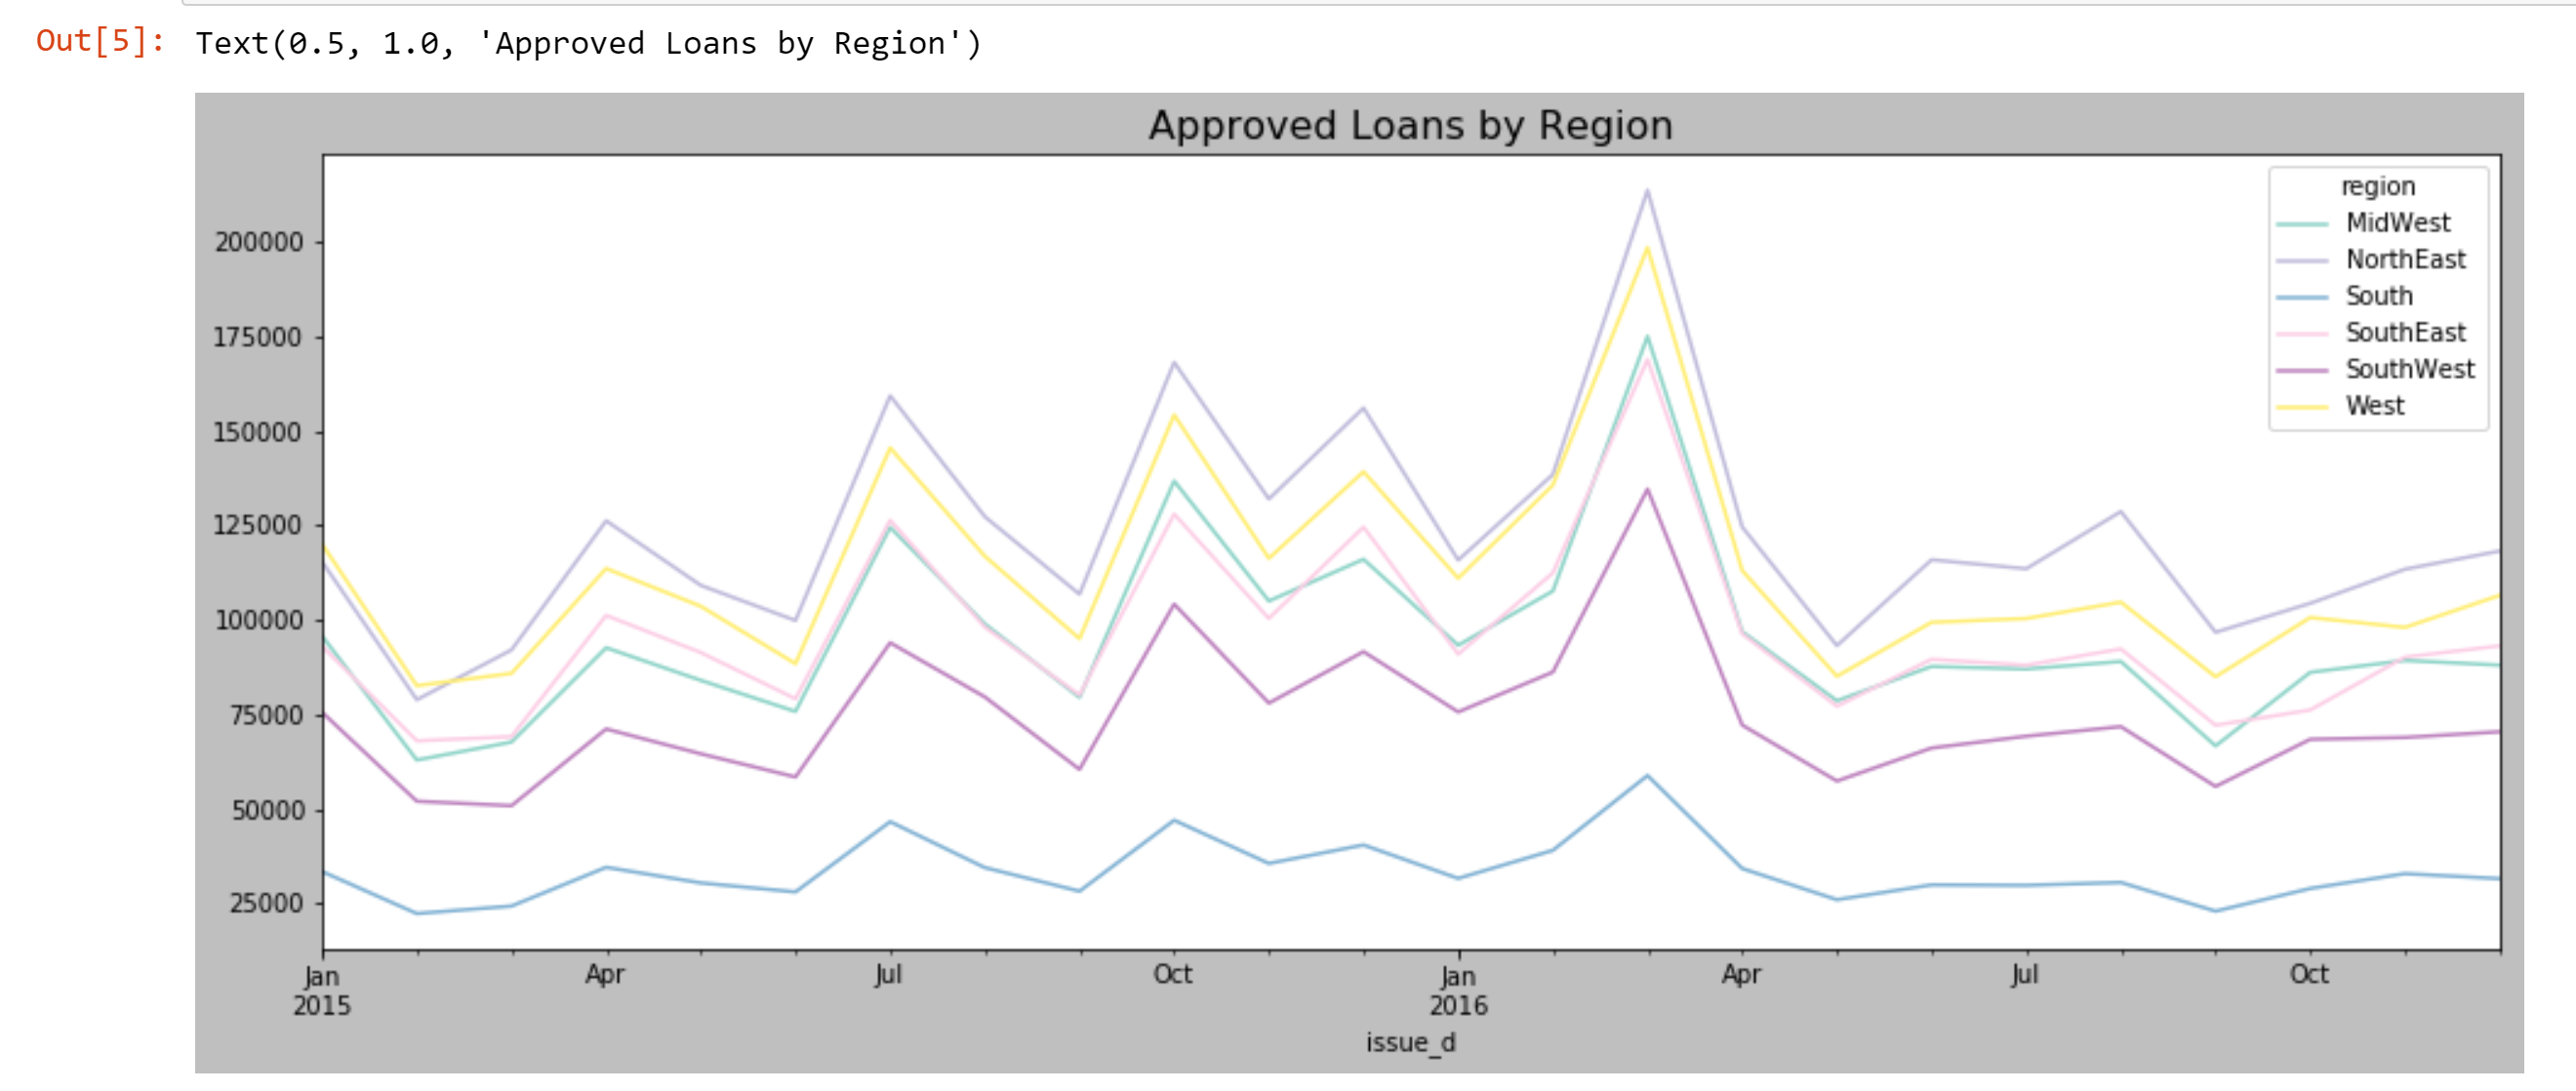 Out[5]: Text(0.5, 1.0, 'Approved Loans by Region')
Approved Loans by Region
200000
175000
150000
125000
100000
75000
50000
25000
region
MidWest
NorthEast
South
SouthEast
SouthWest
West
Jan Apr Jul Oct Jan Apr Jul Oct
2015 2016
issue_d